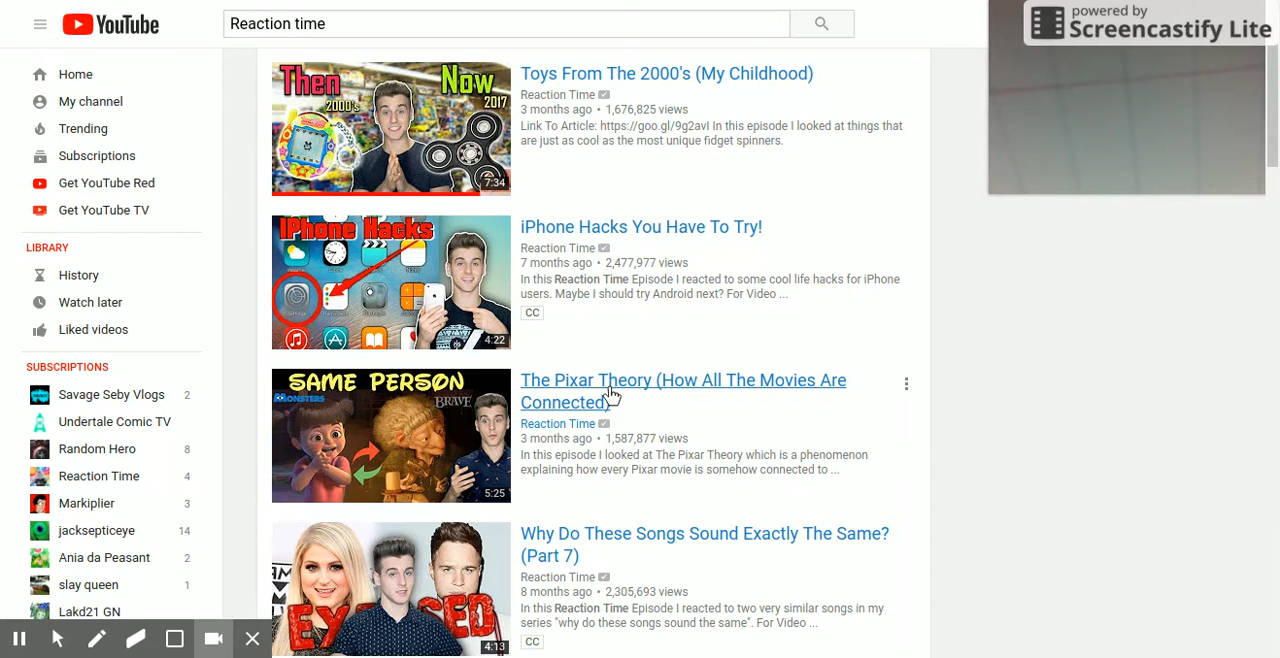 YouTube
Reaction time
powered by
Screencastify Lite
Home
My channel
Trending
Subscriptions
Get YouTube Red
Get YouTube TV
LIBRARY
History
Watch later
Liked videos
SUBSCRIPTIONS
Savage Seby Vlogs 2
Undertale Comic TV
Random Hero 8
Reaction Time 4
Markiplier 3
jacksepticeye 14
Ania da Peasant 2
slay queen 1
Lakd21 GN
Then
2000's
Now
2017
7:34
Toys From The 2000's (My Childhood)
Reaction Time
3 months ago • 1,676,825 views
Link To Article: https://goo.gl/9g2avI In this episode I looked at things that
are just as cool as the most unique fidget spinners.
IPhone Hacks
Settings
4:22
iPhone Hacks You Have To Try!
Reaction Time
7 months ago • 2,477,977 views
In this Reaction Time Episode I reacted to some cool life hacks for iPhone
users. Maybe I should try Android next? For Video ...
CC
SAME PERSON
MONSTERS
BRAVE
5:25
The Pixar Theory (How All The Movies Are
Connected)
Reaction Time
3 months ago • 1,587,877 views
In this episode I looked at The Pixar Theory which is a phenomenon
explaining how every Pixar movie is somehow connected to ...
4:13
Why Do These Songs Sound Exactly The Same?
(Part 7)
Reaction Time
8 months ago • 2,305,693 views
In this Reaction Time Episode I reacted to two very similar songs in my
series "why do these songs sound the same". For Video ...
CC